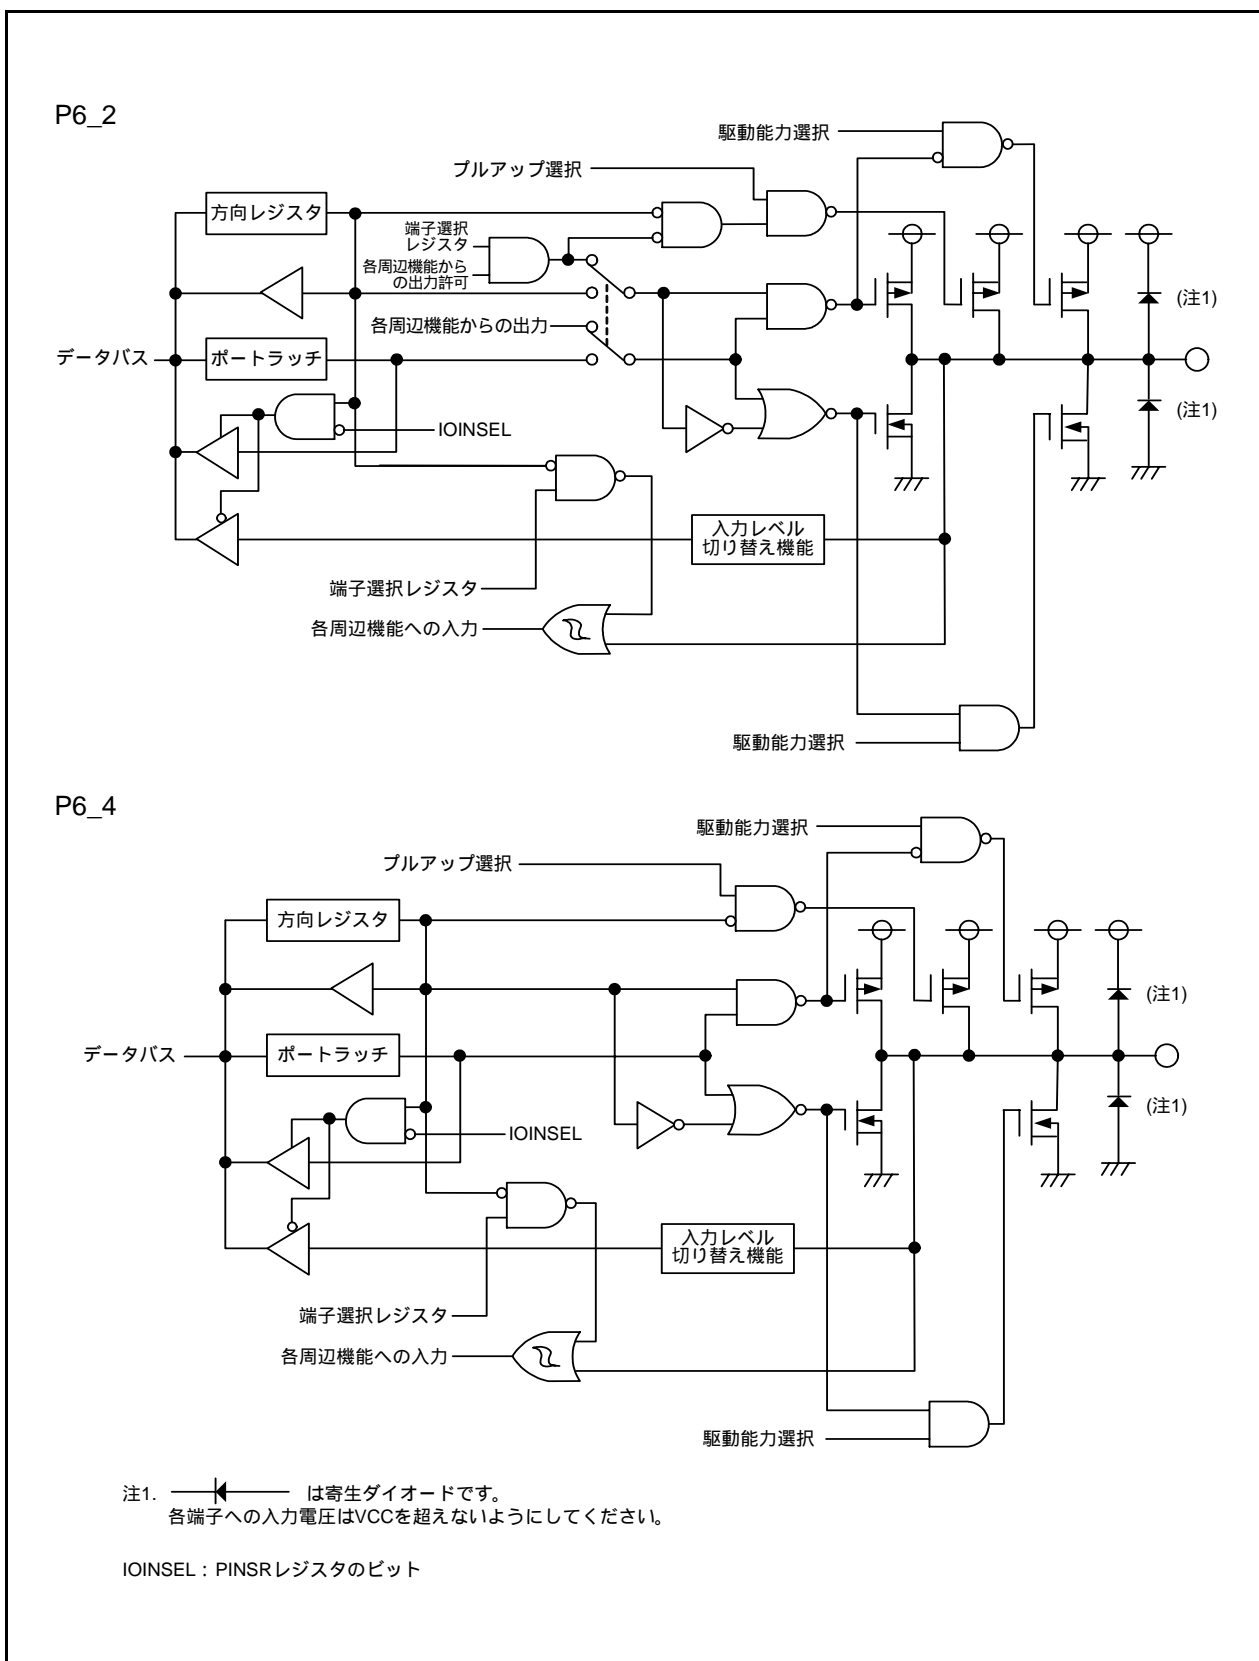 P6_2
駆動能力選択
プルアップ選択
方向レジスタ
端子選択
レジスタ
各周辺機能から
の出力許可
(注1)
各周辺機能からの出力
データバス
ポートラッチ
(注1)
IOINSEL
入力レベル
切り替え機能
端子選択レジスタ
各周辺機能への入力
駆動能力選択
P6_4
駆動能力選択
プルアップ選択
方向レジスタ
(注1)
データバス
ポートラッチ
(注1)
IOINSEL
入力レベル
切り替え機能
端子選択レジスタ
各周辺機能への入力
駆動能力選択
注1. は寄生ダイオードです。
各端子への入力電圧はVCCを超えないようにしてください。
IOINSEL：PINSRレジスタのビット